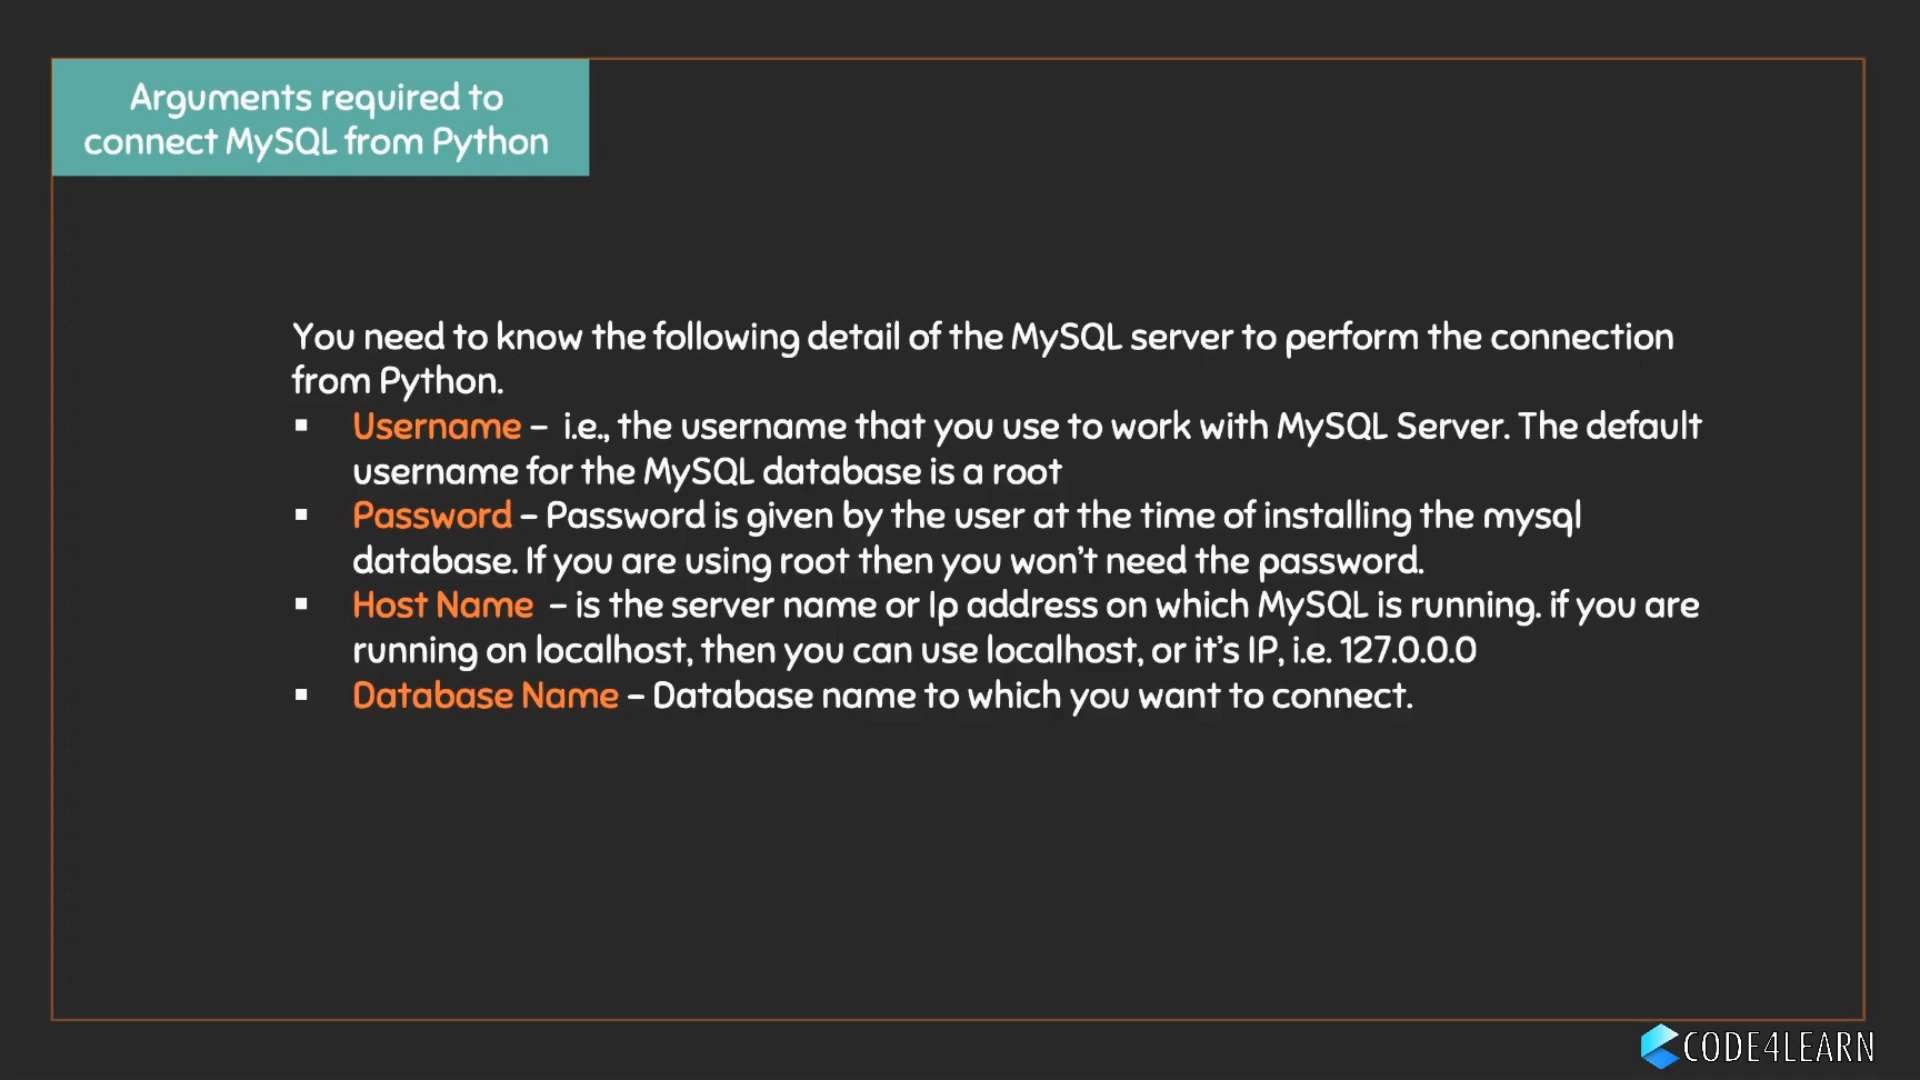 Arguments required to
connect MySQL from Python
You need to know the following detail of the MySQL server to perform the connection
from Python.
▪ Username – i.e., the username that you use to work with MySQL Server. The default
username for the MySQL database is a root
▪ Password – Password is given by the user at the time of installing the mysql
database. If you are using root then you won't need the password.
▪ Host Name – is the server name or Ip address on which MySQL is running. if you are
running on localhost, then you can use localhost, or it's IP, i.e. 127.0.0.0
▪ Database Name – Database name to which you want to connect.
CODE4LEARN